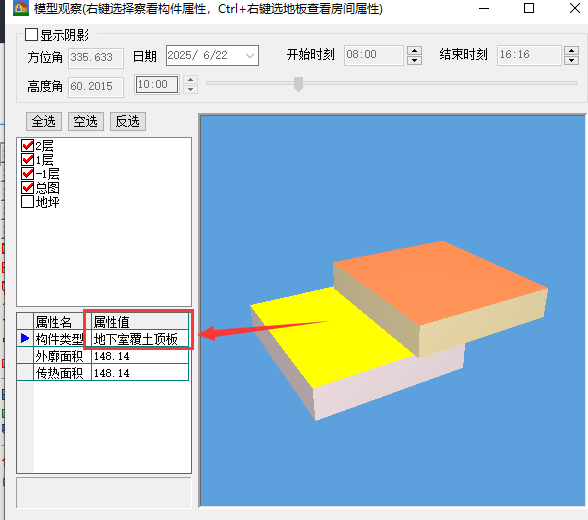 模型观察(右键选择察看构件属性, Ctrl+右键选地板查看房间属性)
显示阴影
方位角 335.633 日期 2025/ 6/22 开始时刻 08:00 结束时刻 16:16
高度角 60.2015 10:00
全选 空选 反选
2层
1层
-1层
总图
地坪
属性名 属性值
构件类型 地下室覆土顶板
外廓面积 148.14
传热面积 148.14